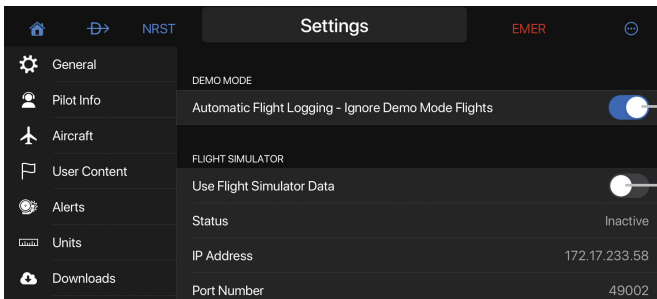 NRST
Settings
EMER
General
Pilot Info
Aircraft
User Content
Alerts
Units
Downloads
DEMO MODE
Automatic Flight Logging - Ignore Demo Mode Flights
FLIGHT SIMULATOR
Use Flight Simulator Data
Status Inactive
IP Address 172.17.233.58
Port Number 49002